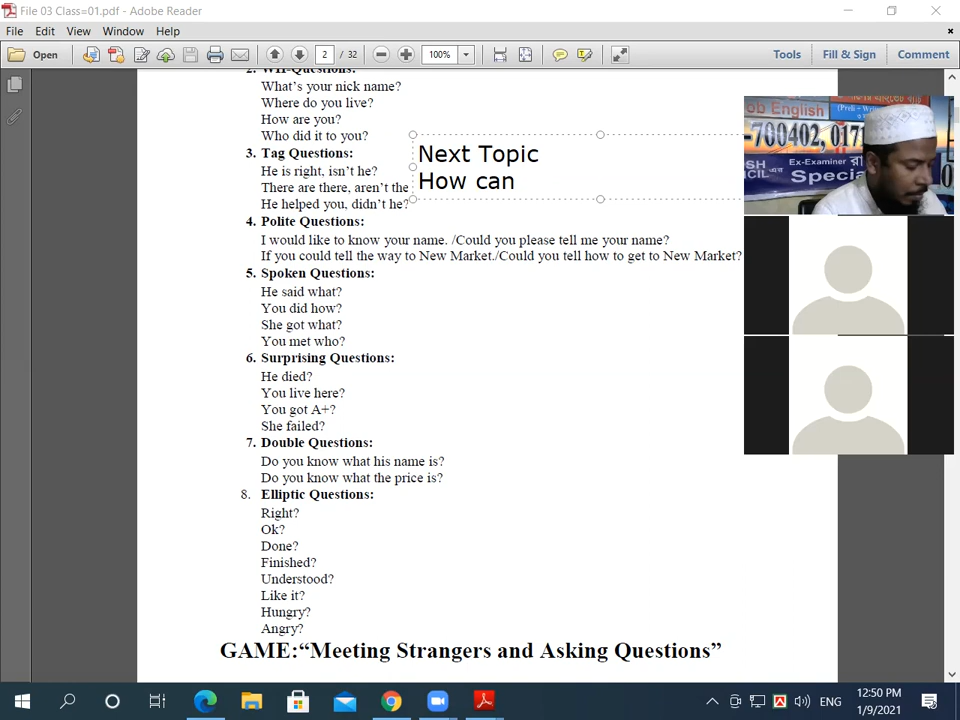 File 03 Class=01.pdf - Adobe Reader
File Edit View Window Help
Open 2 / 32 100% Tools Fill & Sign Comment
2. WH-Questions:
What's your nick name?
Where do you live?
How are you?
Who did it to you?
3. Tag Questions:
He is right, isn't he?
There are there, aren't the
He helped you, didn't he?
Next Topic
How can
4. Polite Questions:
I would like to know your name. /Could you please tell me your name?
If you could tell the way to New Market./Could you tell how to get to New Market?
5. Spoken Questions:
He said what?
You did how?
She got what?
You met who?
6. Surprising Questions:
He died?
You live here?
You got A+?
She failed?
7. Double Questions:
Do you know what his name is?
Do you know what the price is?
8. Elliptic Questions:
Right?
Ok?
Done?
Finished?
Understood?
Like it?
Hungry?
Angry?
GAME:“Meeting Strangers and Asking Questions”
ob English
-700402, 017
Ex-Examiner
Speci
ENG
12:50 PM
1/9/2021